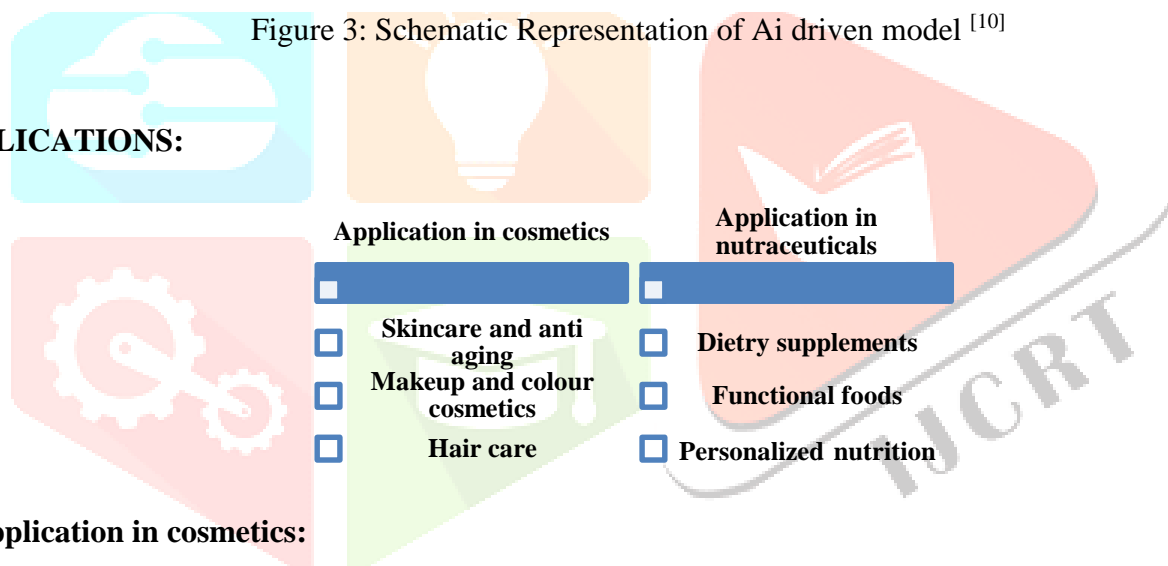 Figure 3: Schematic Representation of Ai driven model [10]
LICATIONS:
Application in cosmetics
Skincare and anti
aging
Makeup and colour
cosmetics
Hair care
Application in
nutraceuticals
Dietry supplements
Functional foods
Personalized nutrition
IJCRT
pplication in cosmetics: